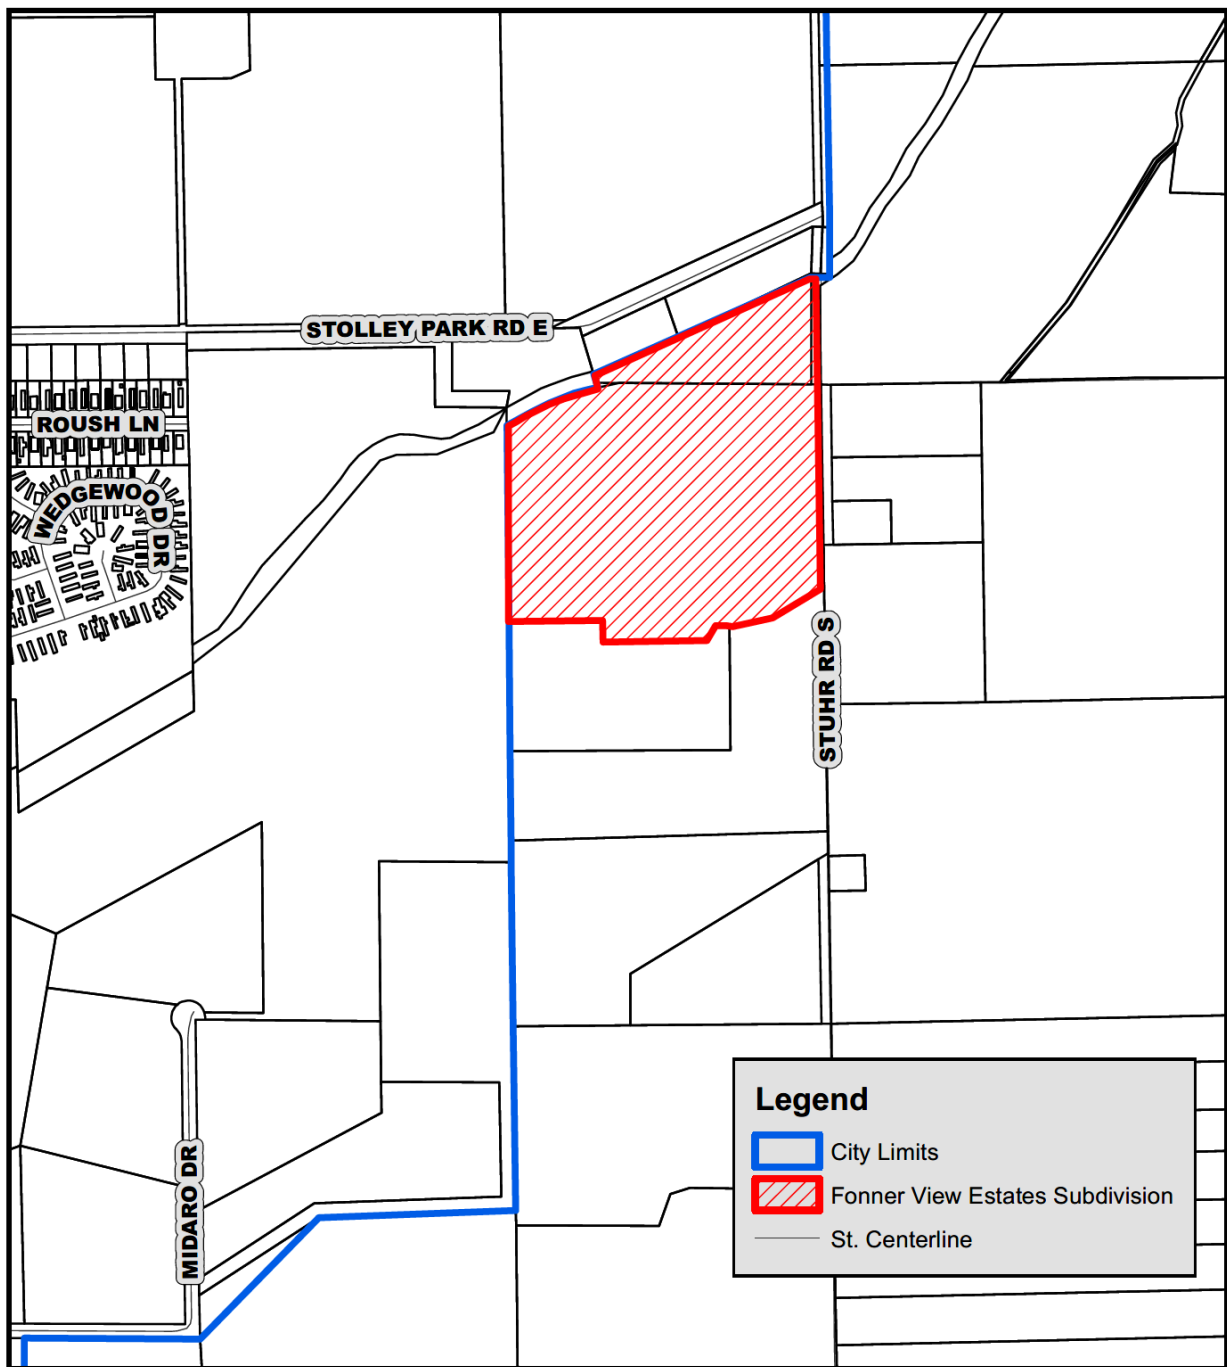 STOLLEY PARK RD E
ROUSH LN
WEDGEWOOD DR
STUHR RD S
MIDARO DR
Legend
City Limits
Fonner View Estates Subdivision
St. Centerline